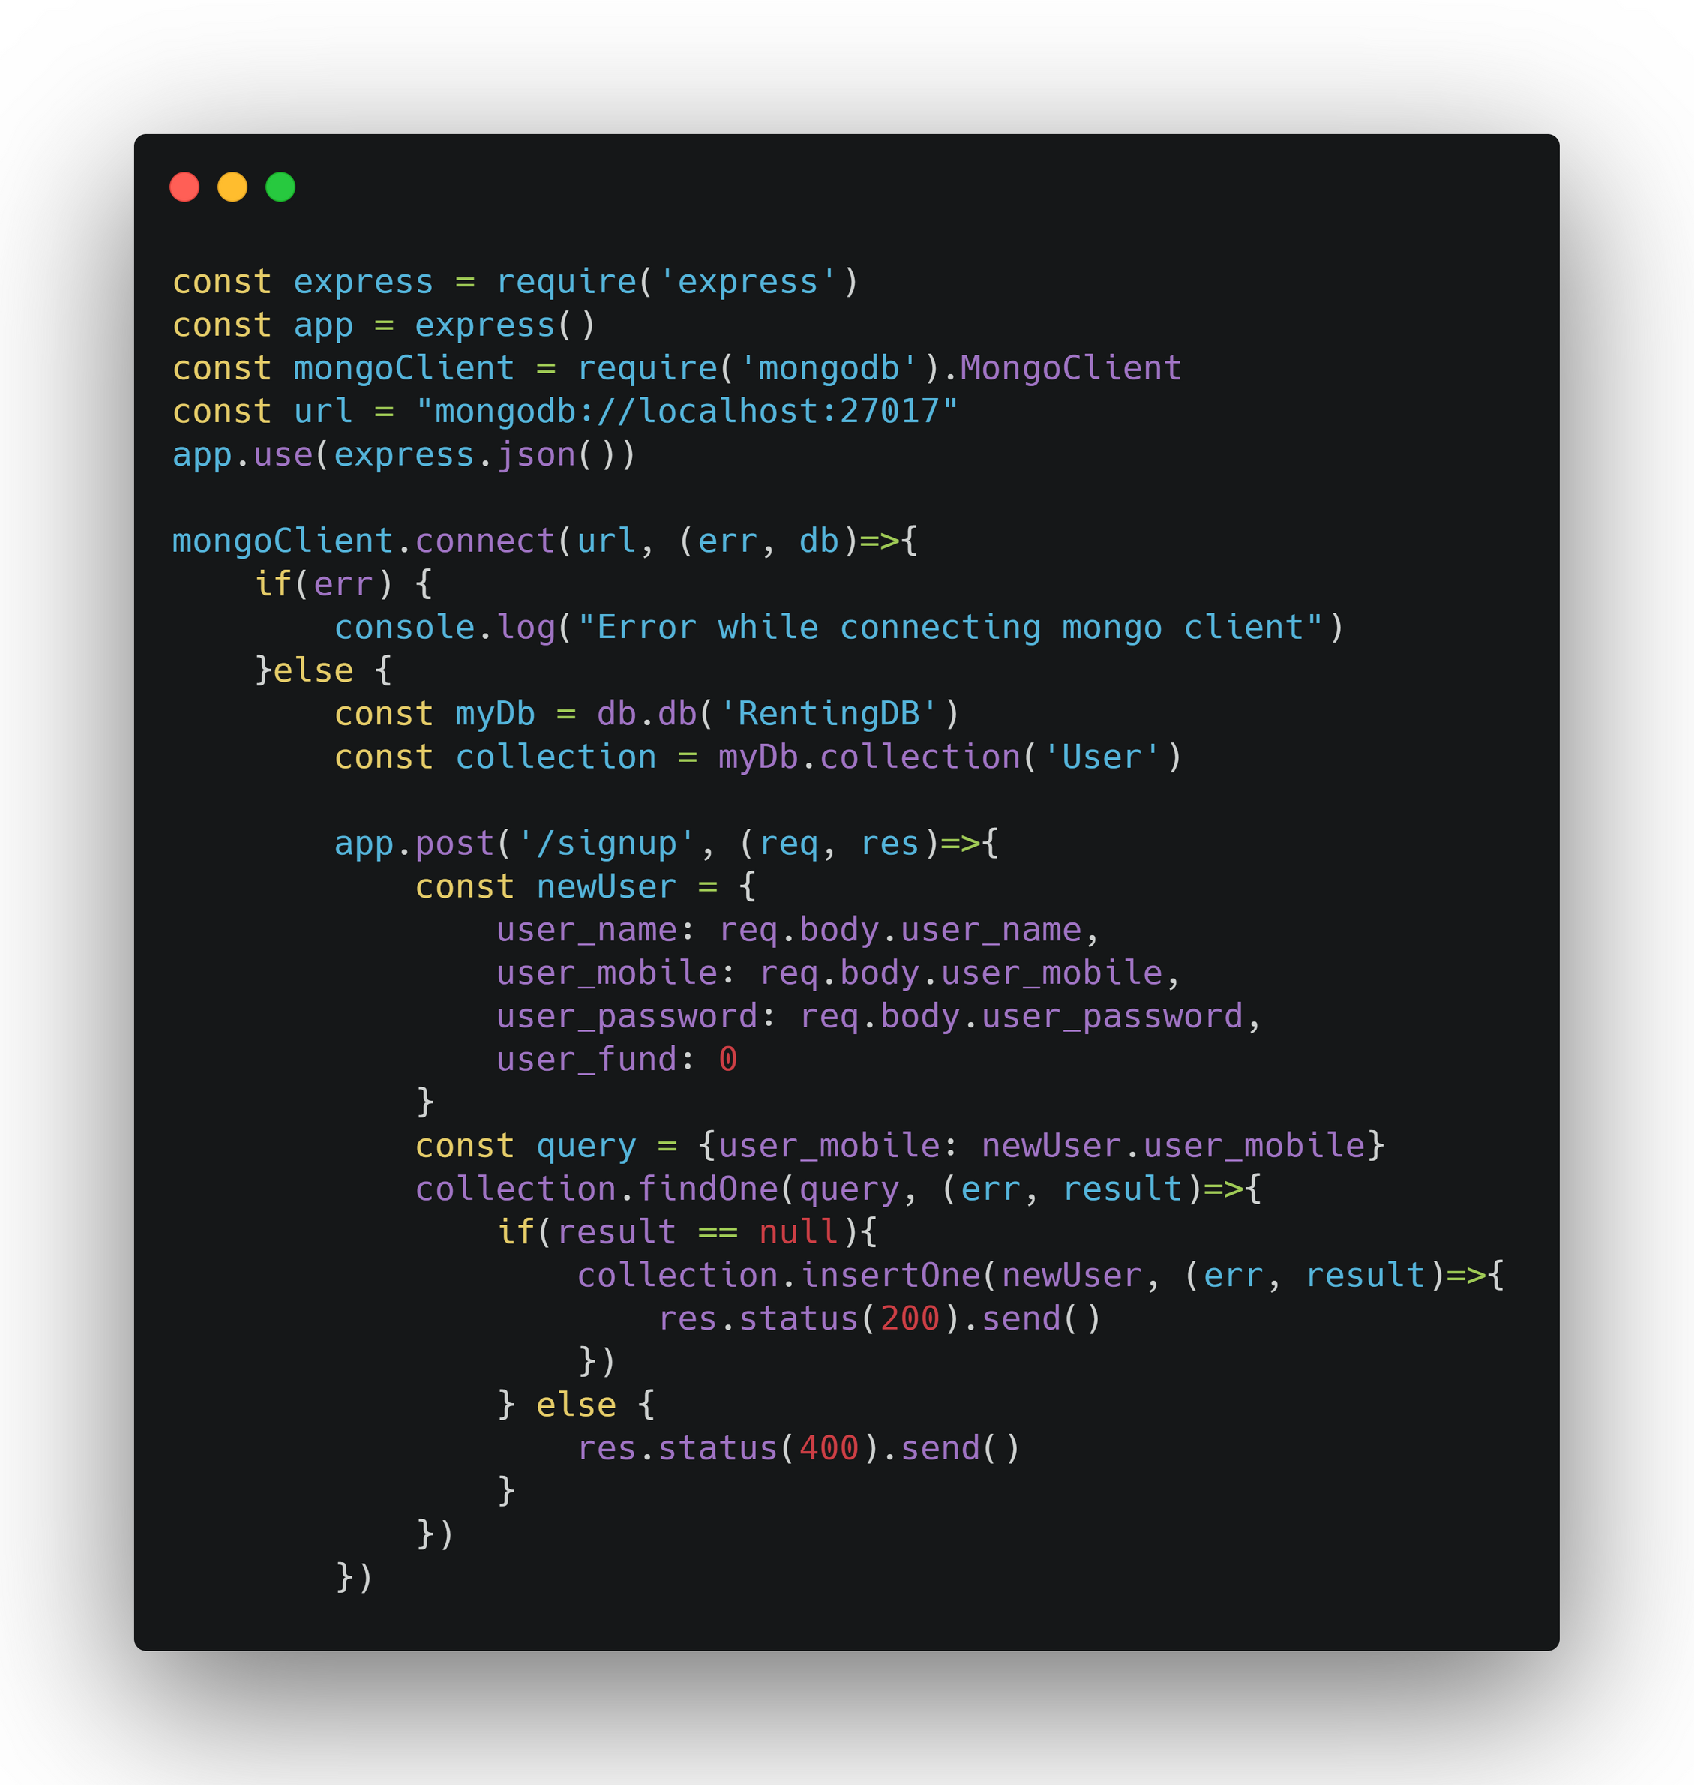 const express = require('express')
const app = express()
const mongoClient = require('mongodb').MongoClient
const url = "mongodb://localhost:27017"
app.use(express.json())

mongoClient.connect(url, (err, db)=>{
    if(err) {
        console.log("Error while connecting mongo client")
    }else {
        const myDb = db.db('RentingDB')
        const collection = myDb.collection('User')

        app.post('/signup', (req, res)=>{
            const newUser = {
                user_name: req.body.user_name,
                user_mobile: req.body.user_mobile,
                user_password: req.body.user_password,
                user_fund: 0
            }
            const query = {user_mobile: newUser.user_mobile}
            collection.findOne(query, (err, result)=>{
                if(result == null){
                    collection.insertOne(newUser, (err, result)=>{
                        res.status(200).send()
                    })
                } else {
                    res.status(400).send()
                }
            })
        })